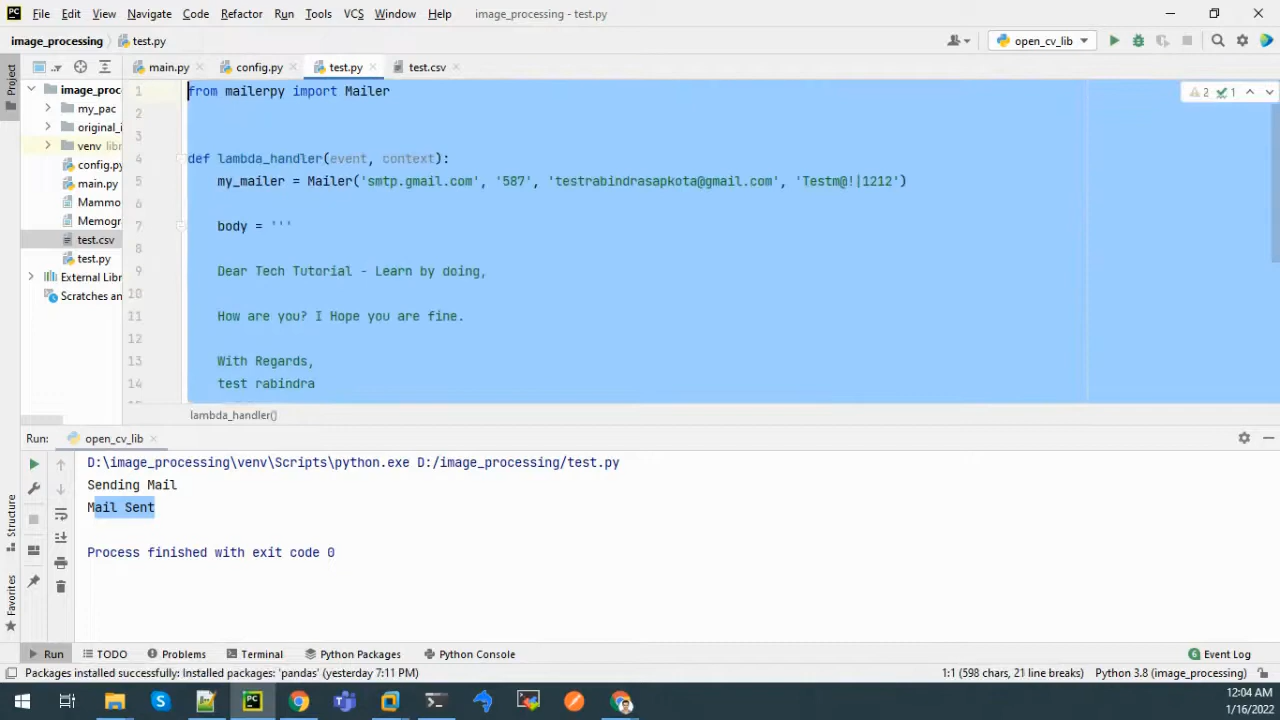 File Edit View Navigate Code Refactor Run Tools VCS Window Help image_processing - test.py
image_processing test.py open_cv_lib
Project
main.py config.py test.py test.csv
image_proc
my_pac
original_i
venv libr
config.py
main.py
Mammo
Memogr
test.csv
test.py
External Libr
Scratches an
1 from mailerpy import Mailer
2
3
4 def lambda_handler(event, context):
5 my_mailer = Mailer('smtp.gmail.com', '587', 'testrabindrasapkota@gmail.com', 'Testm@!|1212')
6
7 body = '''
8
9 Dear Tech Tutorial - Learn by doing,
10
11 How are you? I Hope you are fine.
12
13 With Regards,
14 test rabindra
2 1
lambda_handler()
Run: open_cv_lib
D:\image_processing\venv\Scripts\python.exe D:/image_processing/test.py
Sending Mail
Mail Sent
Process finished with exit code 0
Structure
Favorites
Run TODO Problems Terminal Python Packages Python Console 6 Event Log
Packages installed successfully: Installed packages: 'pandas' (yesterday 7:11 PM) 1:1 (598 chars, 21 line breaks) Python 3.8 (image_processing)
12:04 AM
1/16/2022